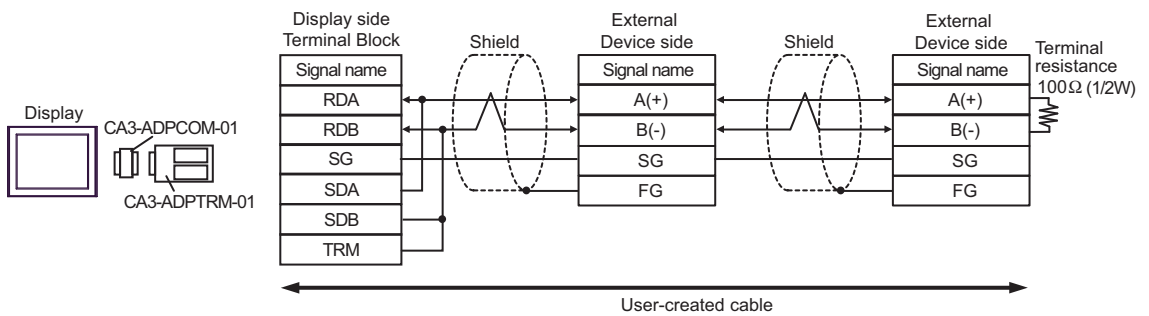 Display
CA3-ADPCOM-01
CA3-ADPTRM-01
Display side
Terminal Block
Signal name
RDA
RDB
SG
SDA
SDB
TRM
Shield
External
Device side
Signal name
A(+)
B(-)
SG
FG
Shield
External
Device side
Signal name
A(+)
B(-)
SG
FG
Terminal
resistance
100Ω (1/2W)
User-created cable